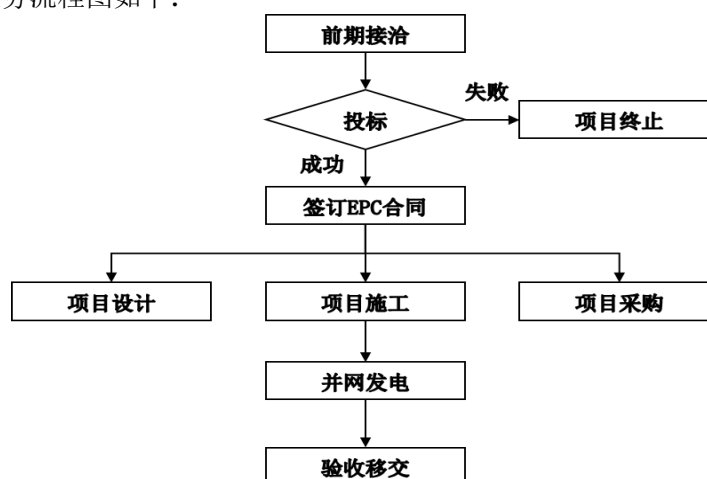 务流程图如下：
前期接洽
失败
投标
项目终止
成功
签订EPC合同
项目设计
项目施工
项目采购
并网发电
验收移交